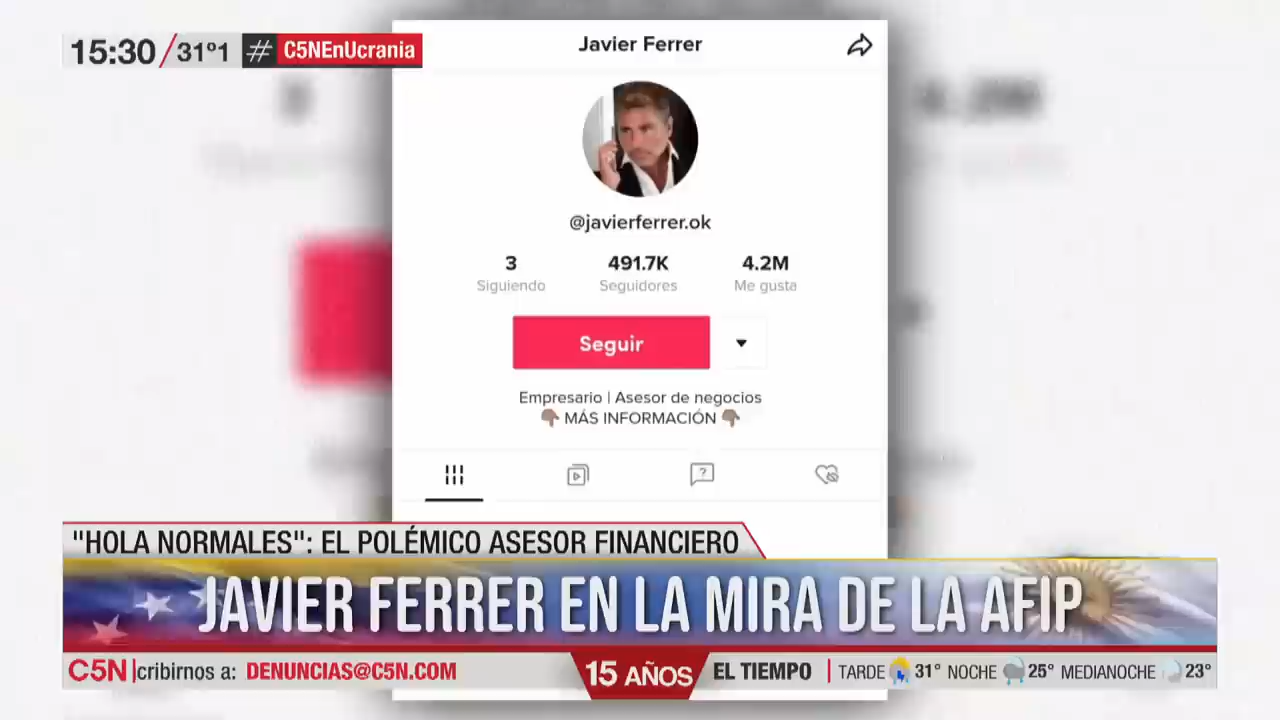 15:30 31º1 # C5NEnUcrania
Javier Ferrer
@javierferrer.ok
3 491.7K 4.2M
Siguiendo Seguidores Me gusta
Seguir
Empresario | Asesor de negocios
MÁS INFORMACIÓN
"HOLA NORMALES": EL POLÉMICO ASESOR FINANCIERO
JAVIER FERRER EN LA MIRA DE LA AFIP
C5N cribirnos a: DENUNCIAS@C5N.COM 15 AÑOS EL TIEMPO TARDE 31° NOCHE 25° MEDIANOCHE 23°